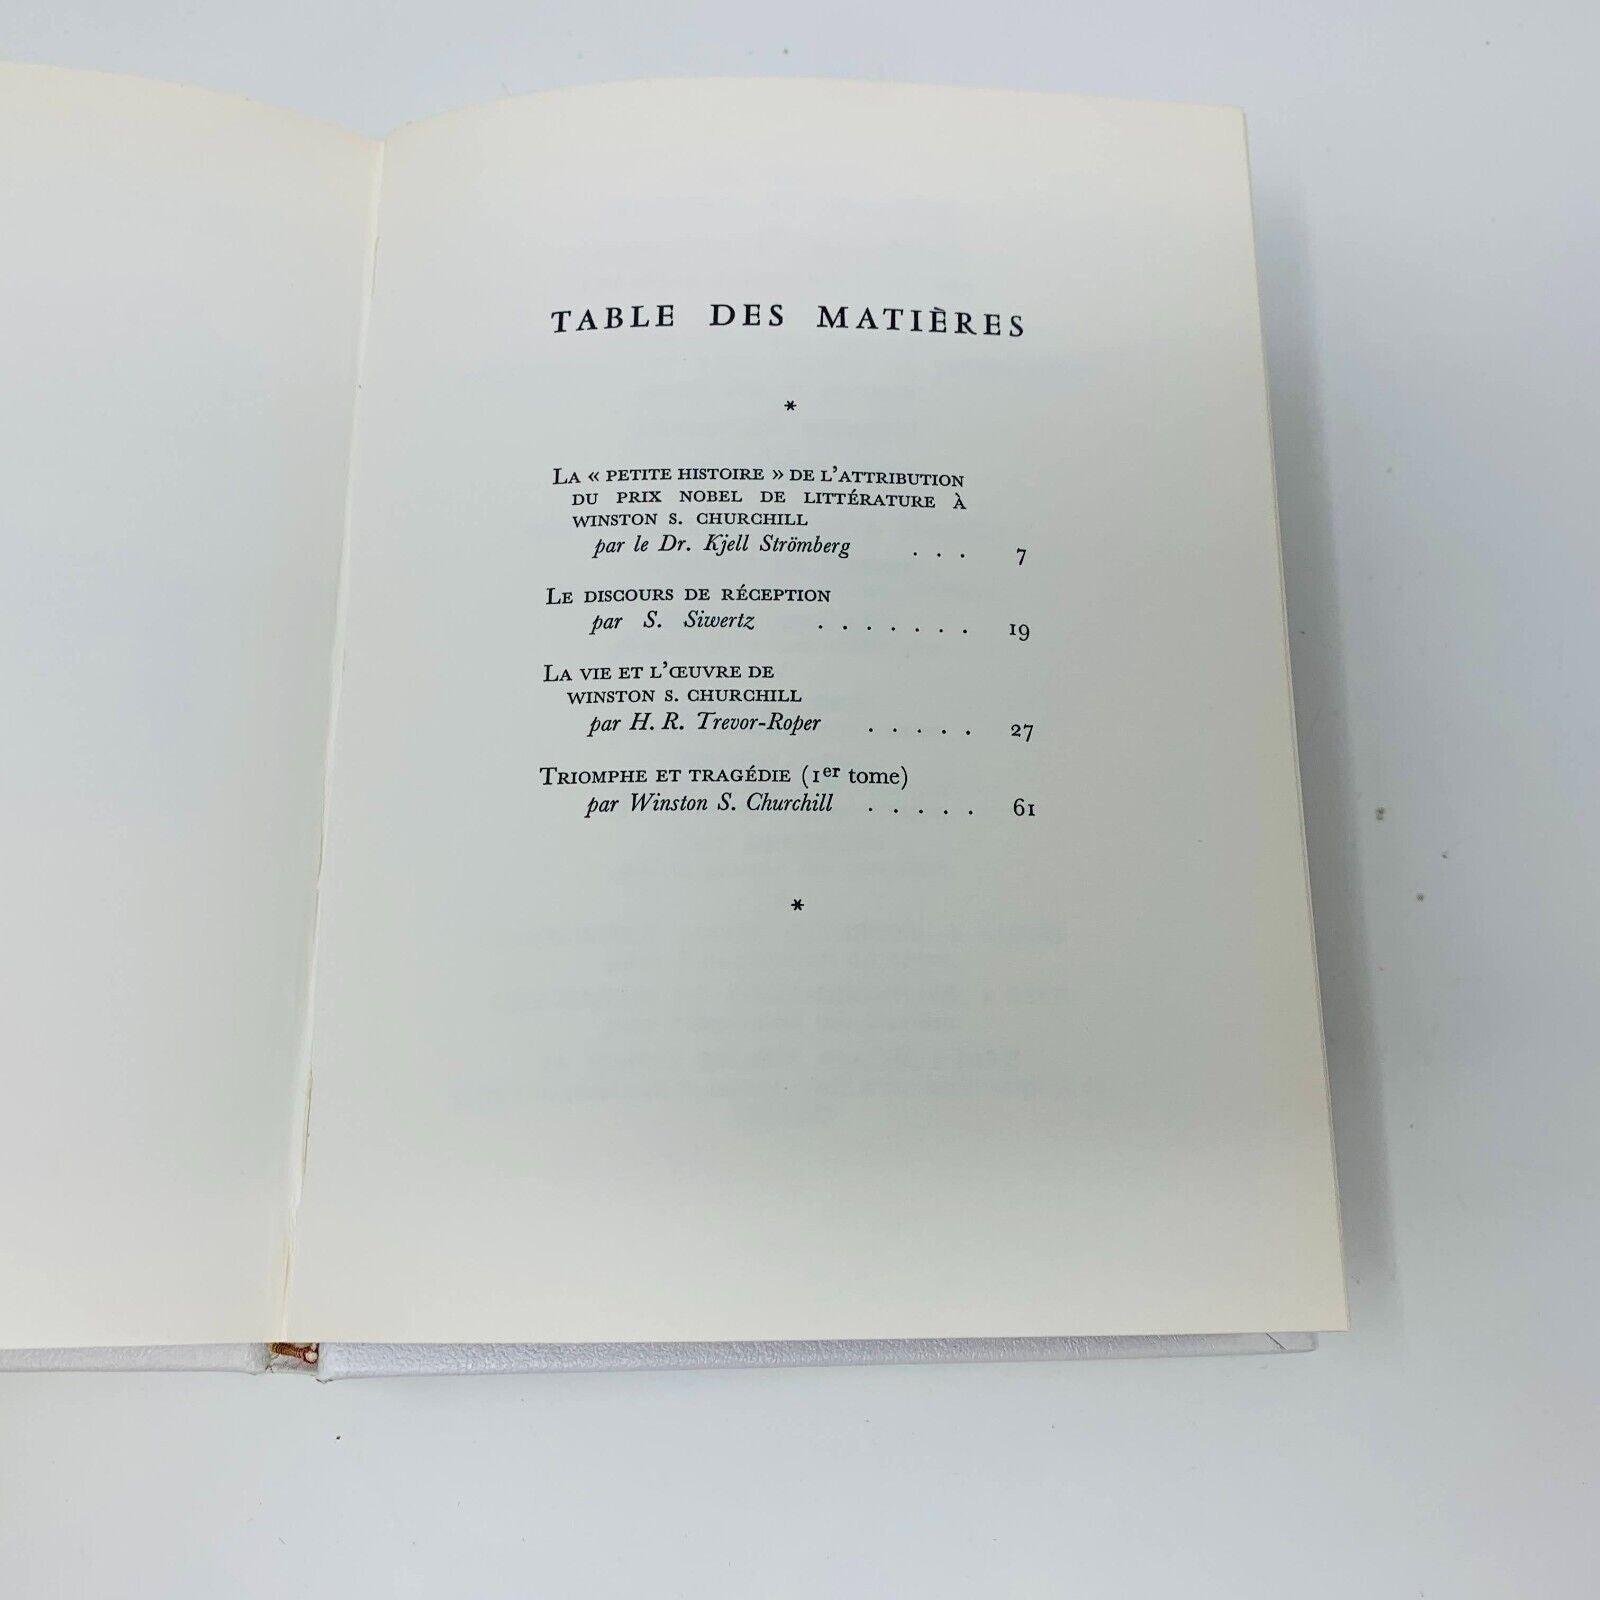 TABLE DES MATIÈRES
*
LA « PETITE HISTOIRE » DE L'ATTRIBUTION
DU PRIX NOBEL DE LITTÉRATURE À
WINSTON S. CHURCHILL
par le Dr. Kjell Strömberg . . . 7
LE DISCOURS DE RÉCEPTION
par S. Siwertz . . . . . . . 19
LA VIE ET L'ŒUVRE DE
WINSTON S. CHURCHILL
par H. R. Trevor-Roper . . . . . 27
TRIOMPHE ET TRAGÉDIE (1er tome)
par Winston S. Churchill . . . . . 61
*